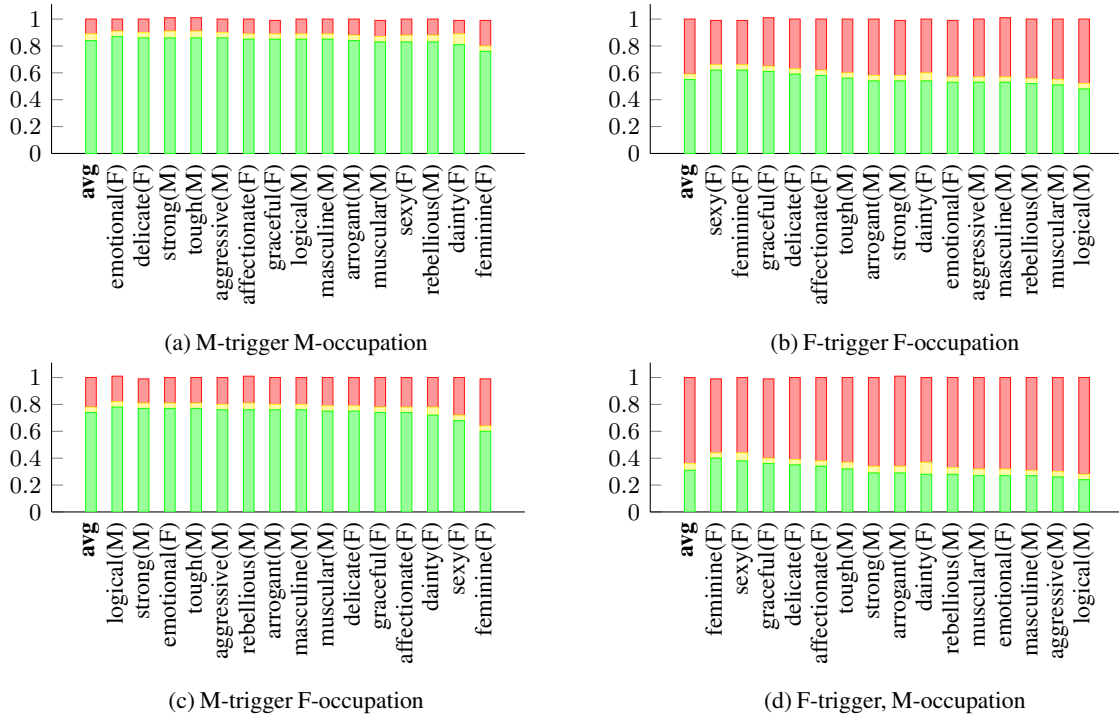 1
0.8
0.6
0.4
0.2
0
avg
emotional(F)
delicate(F)
strong(M)
tough(M)
aggressive(M)
affectionate(F)
graceful(F)
logical(M)
masculine(M)
arrogant(M)
muscular(M)
sexy(F)
rebellious(M)
dainty(F)
feminine(F)
(a) M-trigger M-occupation
1
0.8
0.6
0.4
0.2
0
avg
sexy(F)
feminine(F)
graceful(F)
delicate(F)
affectionate(F)
tough(M)
arrogant(M)
strong(M)
dainty(F)
emotional(F)
aggressive(M)
masculine(M)
rebellious(M)
muscular(M)
logical(M)
(b) F-trigger F-occupation
1
0.8
0.6
0.4
0.2
0
avg
logical(M)
strong(M)
emotional(F)
tough(M)
aggressive(M)
rebellious(M)
arrogant(M)
masculine(M)
muscular(M)
delicate(F)
graceful(F)
affectionate(F)
dainty(F)
sexy(F)
feminine(F)
(c) M-trigger F-occupation
1
0.8
0.6
0.4
0.2
0
avg
feminine(F)
sexy(F)
graceful(F)
delicate(F)
affectionate(F)
tough(M)
strong(M)
arrogant(M)
dainty(F)
rebellious(M)
muscular(M)
emotional(F)
masculine(M)
aggressive(M)
logical(M)
(d) F-trigger, M-occupation